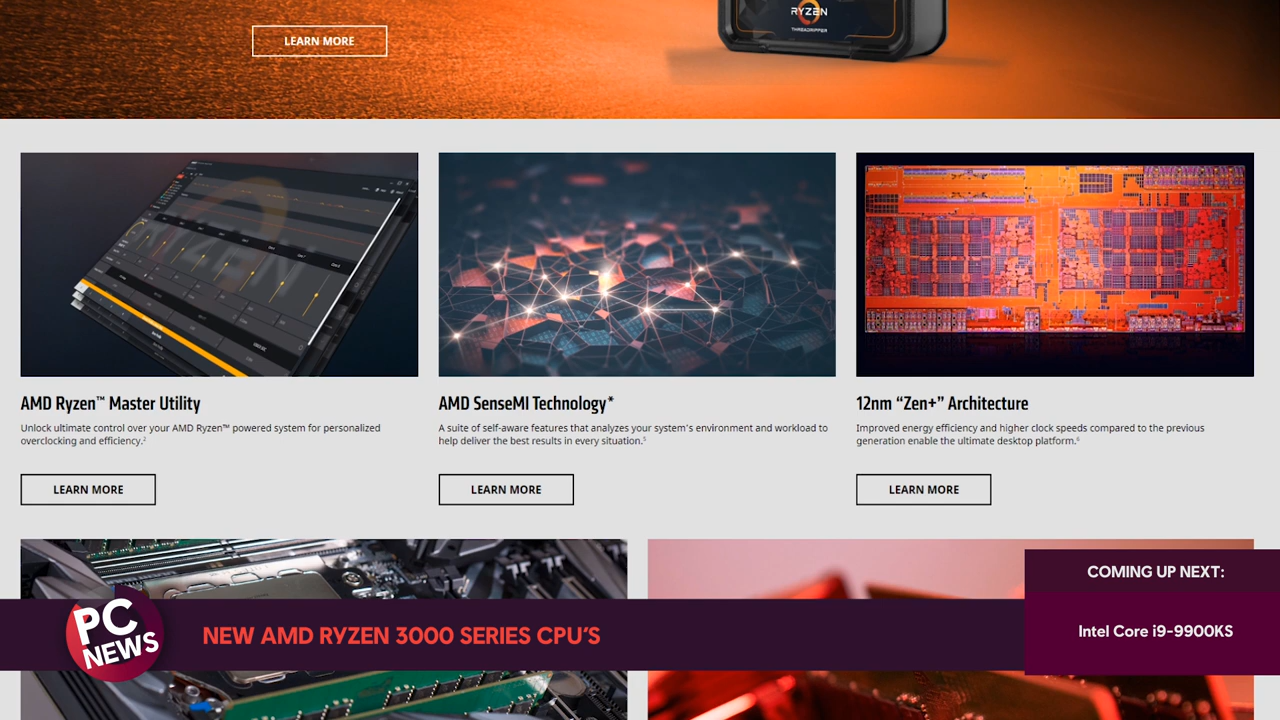 LEARN MORE
RYZEN
THREADRIPPER
AMD Ryzen™ Master Utility
Unlock ultimate control over your AMD Ryzen™ powered system for personalized
overclocking and efficiency.²
LEARN MORE
AMD SenseMI Technology*
A suite of self-aware features that analyzes your system's environment and workload to
help deliver the best results in every situation.⁵
LEARN MORE
12nm “Zen+” Architecture
Improved energy efficiency and higher clock speeds compared to the previous
generation enable the ultimate desktop platform.⁶
LEARN MORE
PC
NEWS
NEW AMD RYZEN 3000 SERIES CPU’S
COMING UP NEXT:
Intel Core i9-9900KS